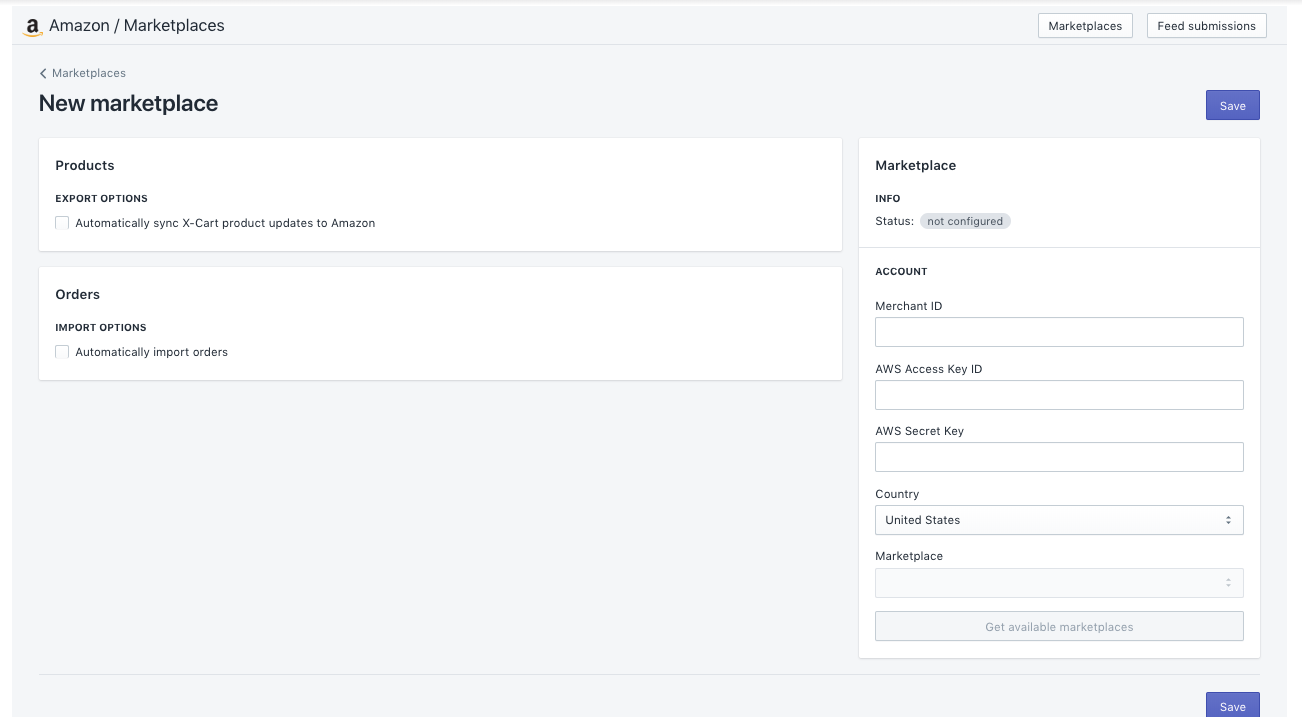 Amazon / Marketplaces
Marketplaces
Feed submissions
Marketplaces
New marketplace
Save
Products
EXPORT OPTIONS
Automatically sync X-Cart product updates to Amazon
Orders
IMPORT OPTIONS
Automatically import orders
Marketplace
INFO
Status: not configured
ACCOUNT
Merchant ID
AWS Access Key ID
AWS Secret Key
Country
United States
Marketplace
Get available marketplaces
Save